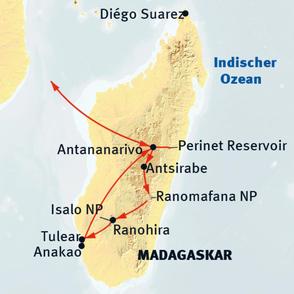 Diégo Suarez
Indischer
Ozean
Antananarivo
Perinet Reservoir
Antsirabe
Ranomafana NP
Isalo NP
Ranohira
Tulear
Anakao
MADAGASKAR